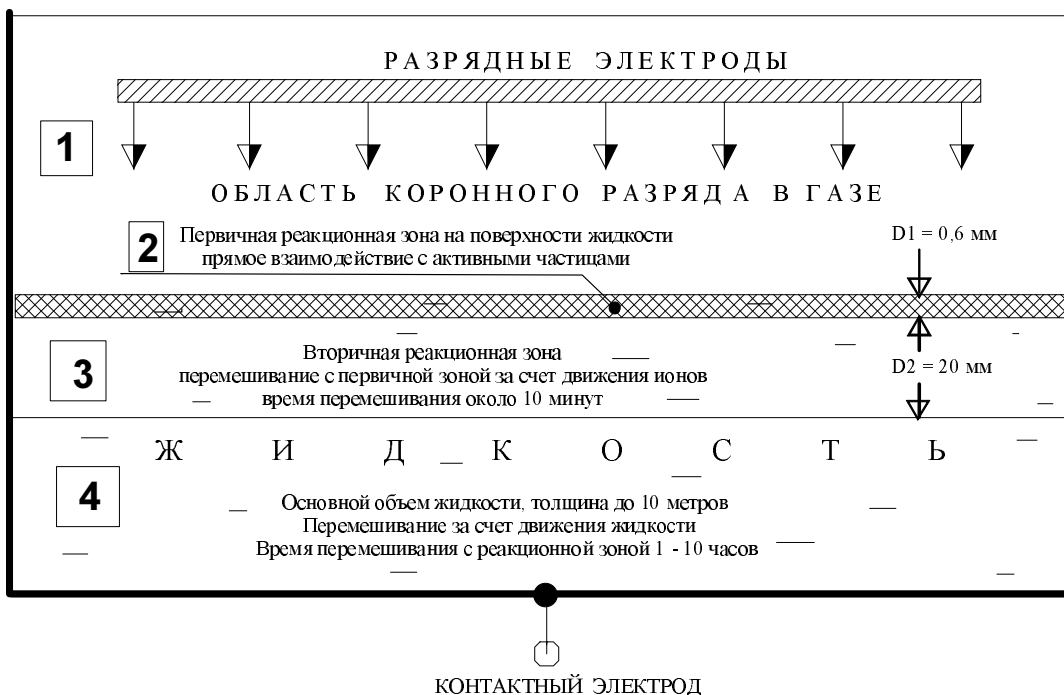 РАЗРЯДНЫЕ ЭЛЕКТРОДЫ
1
ОБЛАСТЬ КОРОННОГО РАЗРЯДА В ГАЗЕ
2
Первичная реакционная зона на поверхности жидкости
прямое взаимодействие с активными частицами
D1 = 0,6 мм
3
Вторичная реакционная зона
перемешивание с первичной зоной за счет движения ионов
время перемешивания около 10 минут
D2 = 20 мм
ЖИДКОСТЬ
4
Основной объем жидкости, толщина до 10 метров
Перемешивание за счет движения жидкости
Время перемешивания с реакционной зоной 1 - 10 часов
КОНТАКТНЫЙ ЭЛЕКТРОД